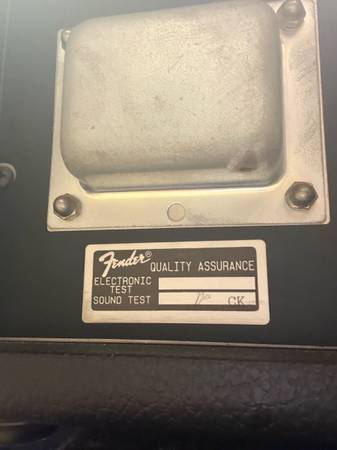 Fender® QUALITY ASSURANCE
ELECTRONIC
TEST
SOUND TEST CK